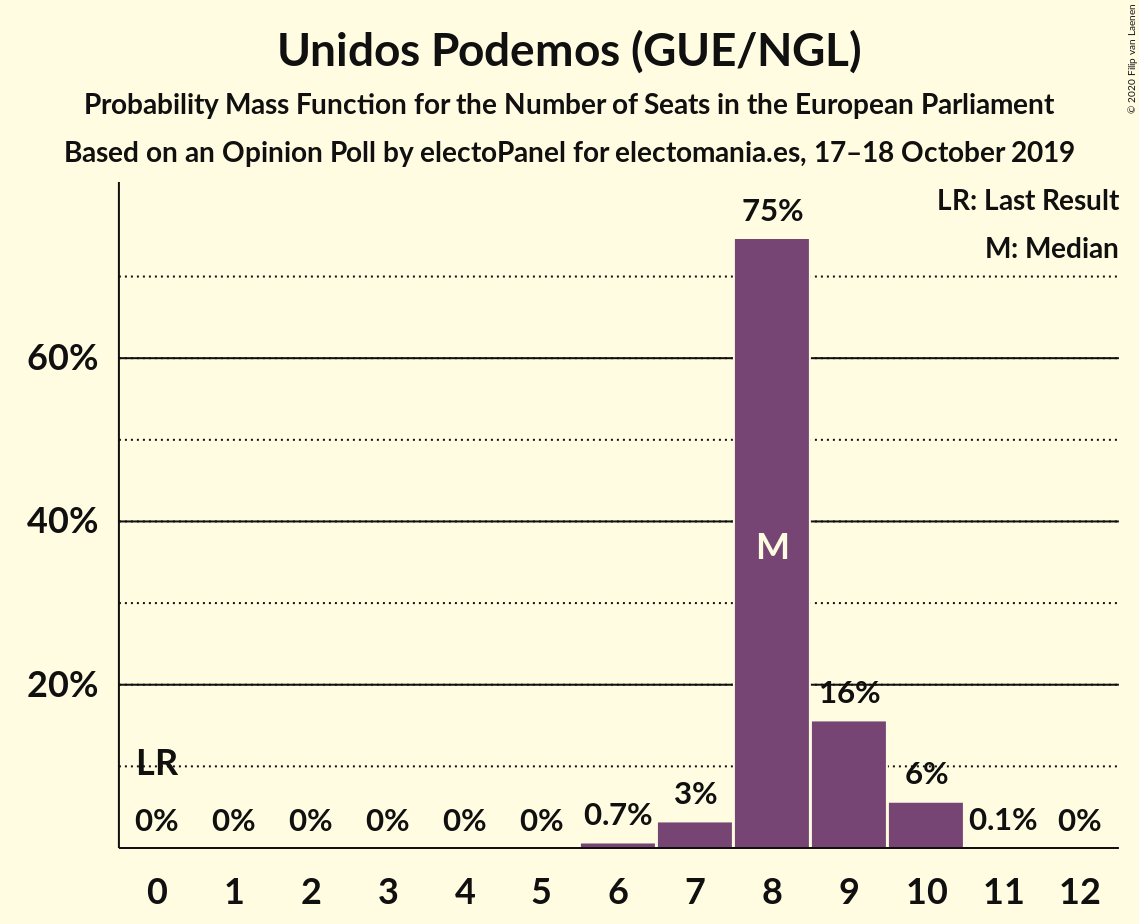 Unidos Podemos (GUE/NGL)
Probability Mass Function for the Number of Seats in the European Parliament
Based on an Opinion Poll by electoPanel for electomania.es, 17–18 October 2019
© 2020 Filip van Laenen
LR: Last Result
M: Median
75%
60%
40%
M
20%
16%
LR
6%
3%
0% 0% 0% 0% 0% 0% 0.7% 0.1% 0%
0 1 2 3 4 5 6 7 8 9 10 11 12